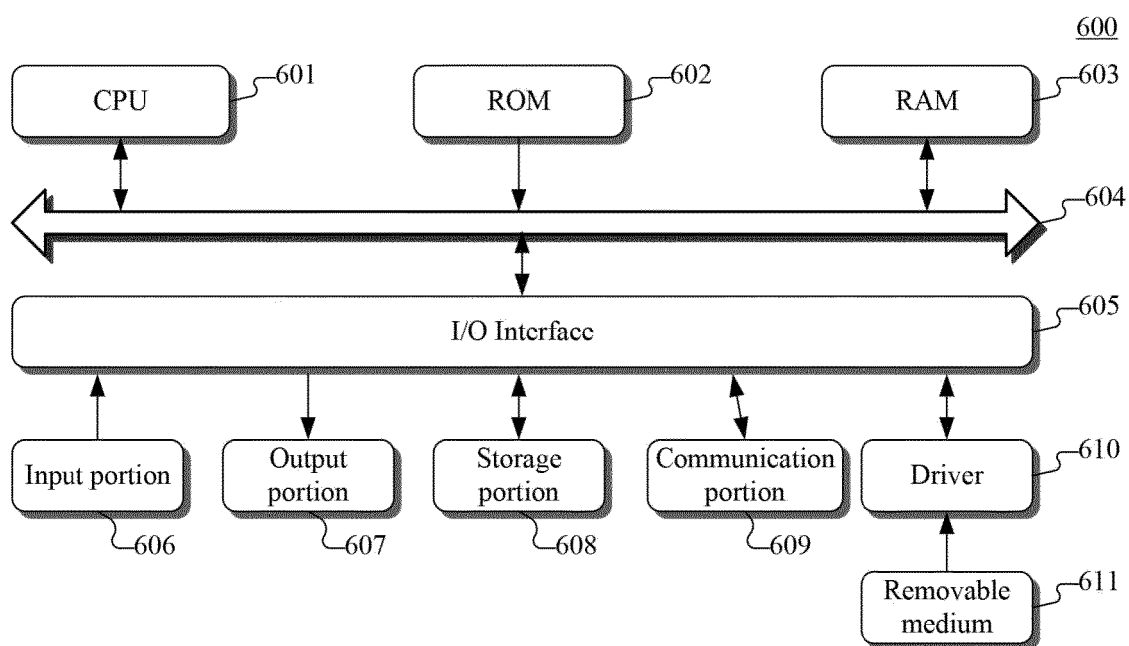 600
CPU
601
ROM
602
RAM
603
604
I/O Interface
605
Input portion
606
Output
portion
607
Storage
portion
608
Communication
portion
609
Driver
610
Removable
medium
611